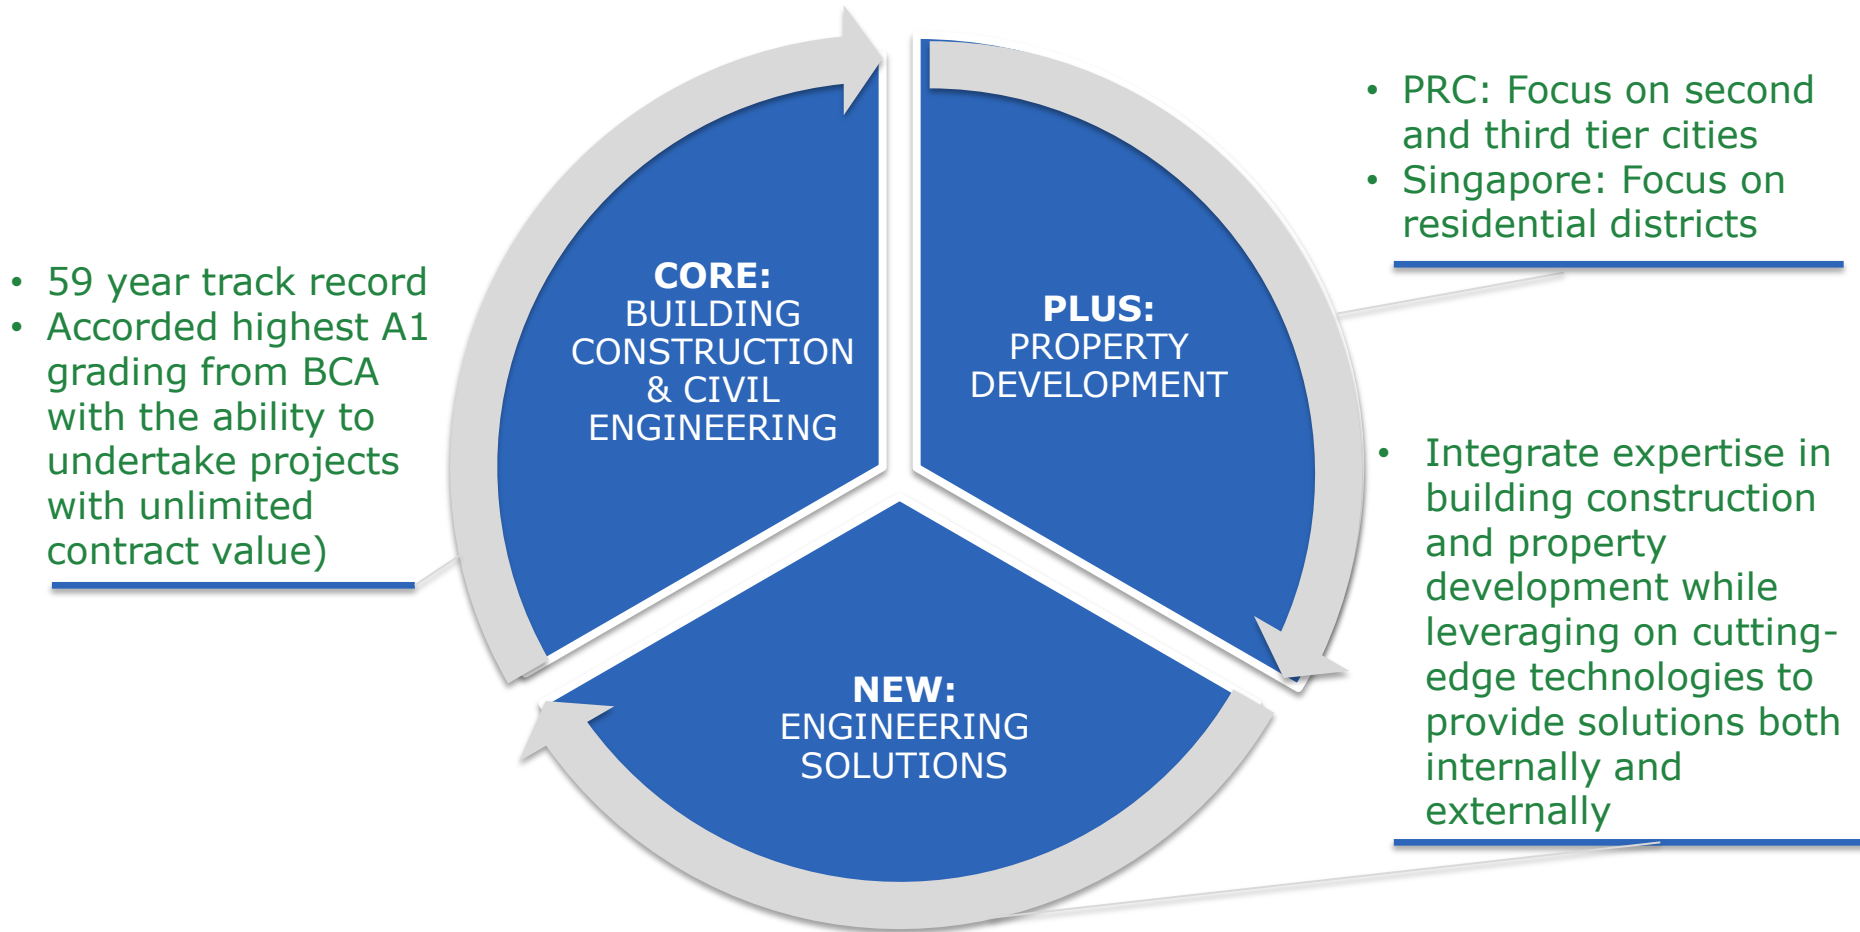 • 59 year track record
• Accorded highest A1
grading from BCA
with the ability to
undertake projects
with unlimited
contract value)
CORE:
BUILDING
CONSTRUCTION
& CIVIL
ENGINEERING
PLUS:
PROPERTY
DEVELOPMENT
NEW:
ENGINEERING
SOLUTIONS
• PRC: Focus on second
and third tier cities
• Singapore: Focus on
residential districts
• Integrate expertise in
building construction
and property
development while
leveraging on cutting-
edge technologies to
provide solutions both
internally and
externally